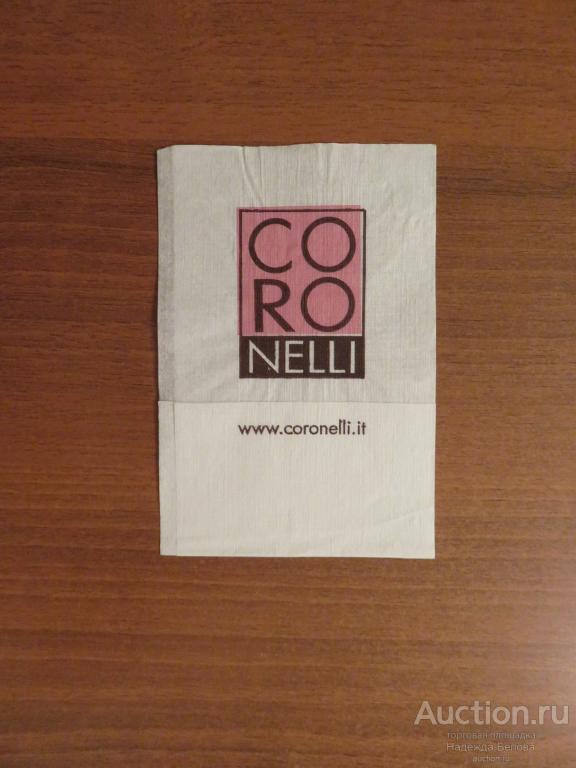 CO
RO
NELLI
www.coronelli.it
Auction.ru
торговая площадка
Надежда Белова
auction.ru